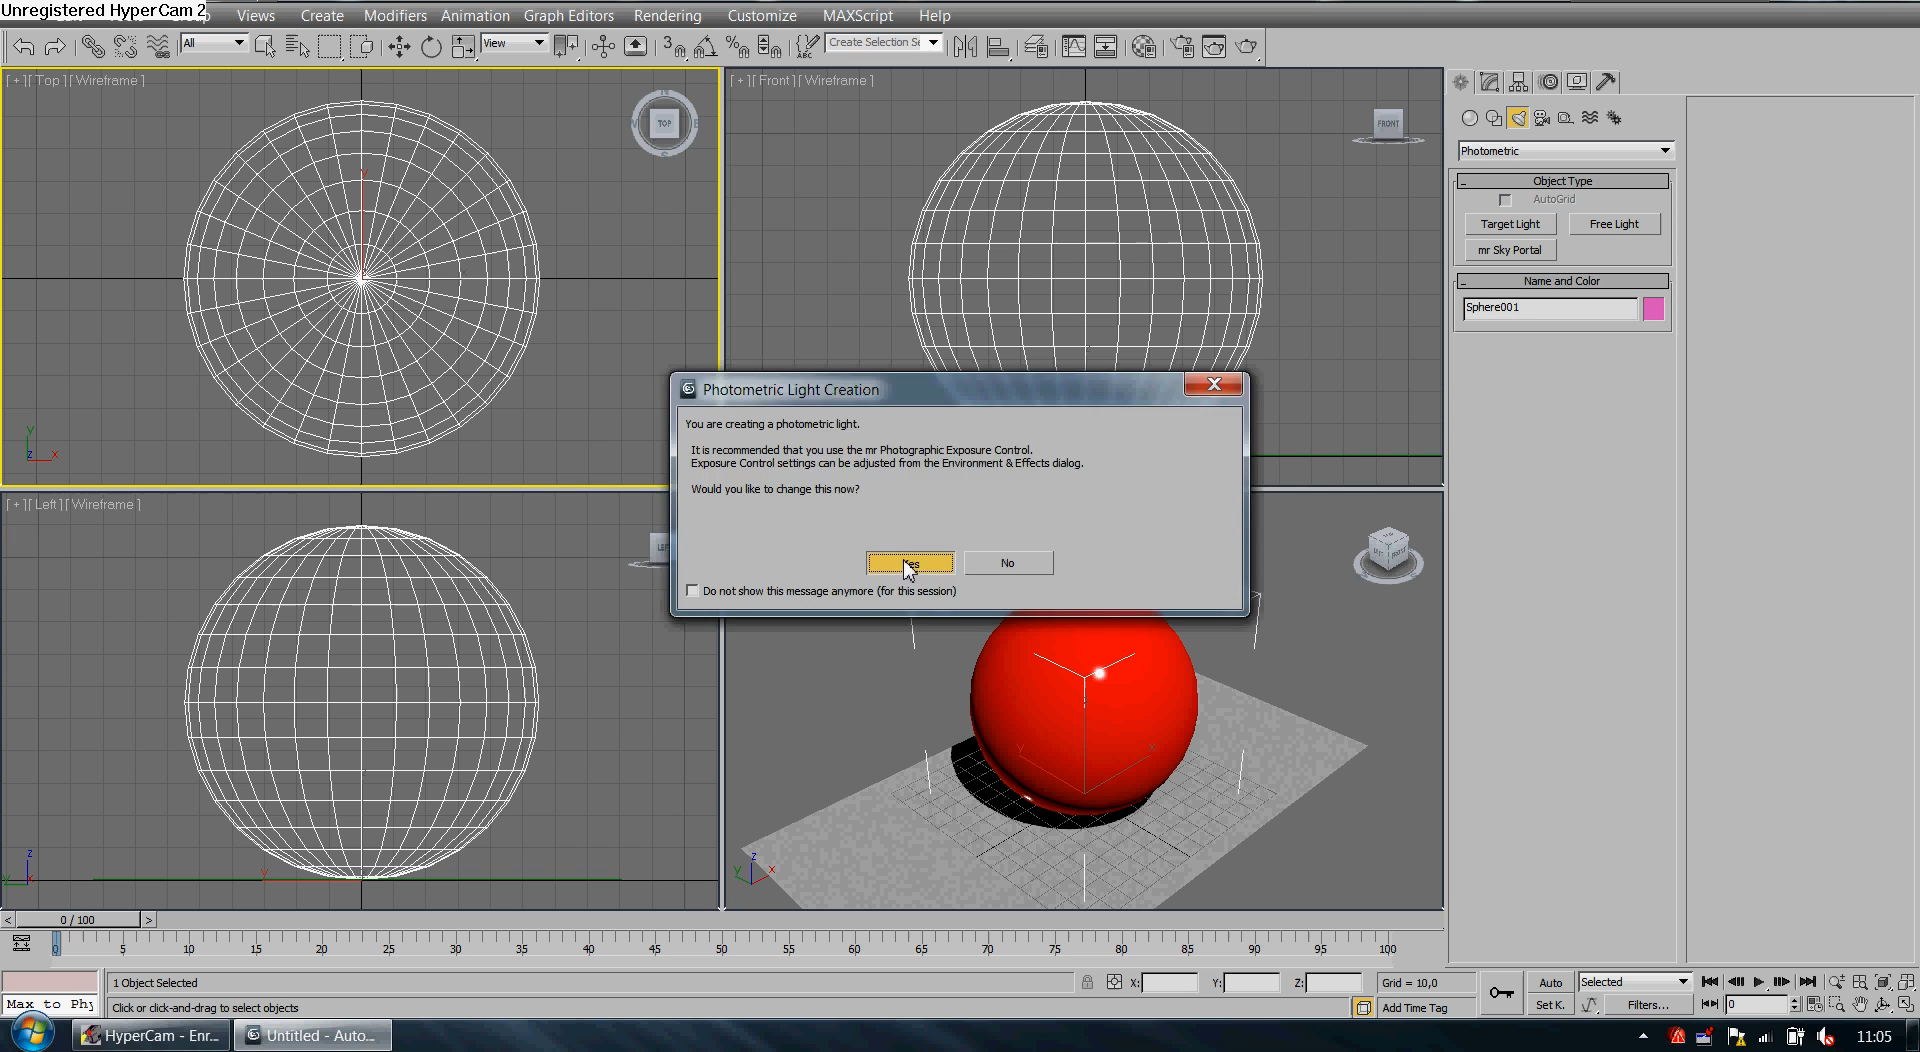 Unregistered HyperCam 2
Views Create Modifiers Animation Graph Editors Rendering Customize MAXScript Help
All View Create Selection Se
[ + ][ Top ][ Wireframe ]
TOP
[ + ][ Front ][ Wireframe ]
FRONT
Photometric
Object Type
AutoGrid
Target Light Free Light
mr Sky Portal
Name and Color
Sphere001
Photometric Light Creation
You are creating a photometric light.
It is recommended that you use the mr Photographic Exposure Control.
Exposure Control settings can be adjusted from the Environment & Effects dialog.
Would you like to change this now?
Yes No
Do not show this message anymore (for this session)
[ + ][ Left ][ Wireframe ]
0 / 100
0 5 10 15 20 25 30 35 40 45 50 55 60 65 70 75 80 85 90 95 100
1 Object Selected X: Y: Z: Grid = 10,0 Auto Selected
Max to Phy Click or click-and-drag to select objects Add Time Tag Set K. Filters... 0
HyperCam - Enr... Untitled - Auto... 11:05